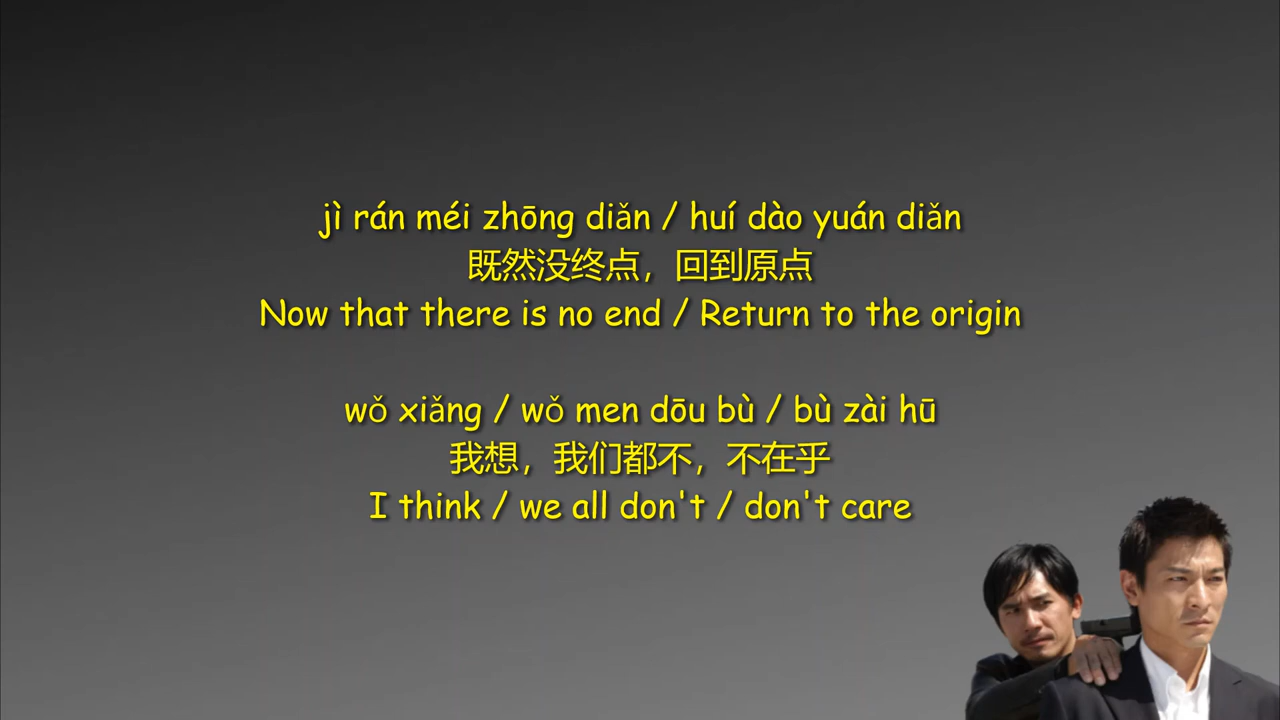 jì rán méi zhōng diǎn / huí dào yuán diǎn
既然没终点，回到原点
Now that there is no end / Return to the origin
wǒ xiǎng / wǒ men dōu bù / bù zài hū
我想，我们都不，不在乎
I think / we all don't / don't care